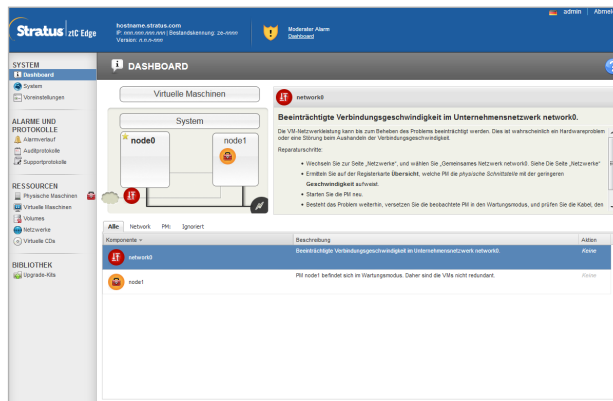 admin | Abmel
Stratus ztC Edge
hostname.stratus.com
IP: nnn.nnn.nnn.nnn | Bestandskennung: ze-nnnn
Version: n.n.n-nnn
Moderater Alarm
Dashboard
SYSTEM
Dashboard
System
Voreinstellungen
ALARME UND
PROTOKOLLE
Alarmverlauf
Auditprotokolle
Supportprotokolle
RESSOURCEN
Physische Maschinen
Virtuelle Maschinen
Volumes
Netzwerke
Virtuelle CDs
BIBLIOTHEK
Upgrade-Kits
DASHBOARD
Virtuelle Maschinen
System
node0
node1
network0
Beeinträchtigte Verbindungsgeschwindigkeit im Unternehmensnetzwerk network0.
Die VM-Netzwerkleistung kann bis zum Beheben des Problems beeinträchtigt werden. Dies ist wahrscheinlich ein Hardwareproblem
oder eine Störung beim Aushandeln der Verbindungsgeschwindigkeit.
Reparaturschritte:
• Wechseln Sie zur Seite „Netzwerke“, und wählen Sie „Gemeinsames Netzwerk network0. Siehe Die Seite „Netzwerke“
• Ermitteln Sie auf der Registerkarte Übersicht, welche PM die physische Schnittstelle mit der geringeren
Geschwindigkeit aufweist.
• Starten Sie die PM neu.
• Besteht das Problem weiterhin, versetzen Sie die beobachtete PM in den Wartungsmodus, und prüfen Sie die Kabel, den
Alle Network PM: Ignoriert
Komponente Beschreibung Aktion
network0 Beeinträchtigte Verbindungsgeschwindigkeit im Unternehmensnetzwerk network0. Keine
node1 PM node1 befindet sich im Wartungsmodus. Daher sind die VMs nicht redundant. Keine